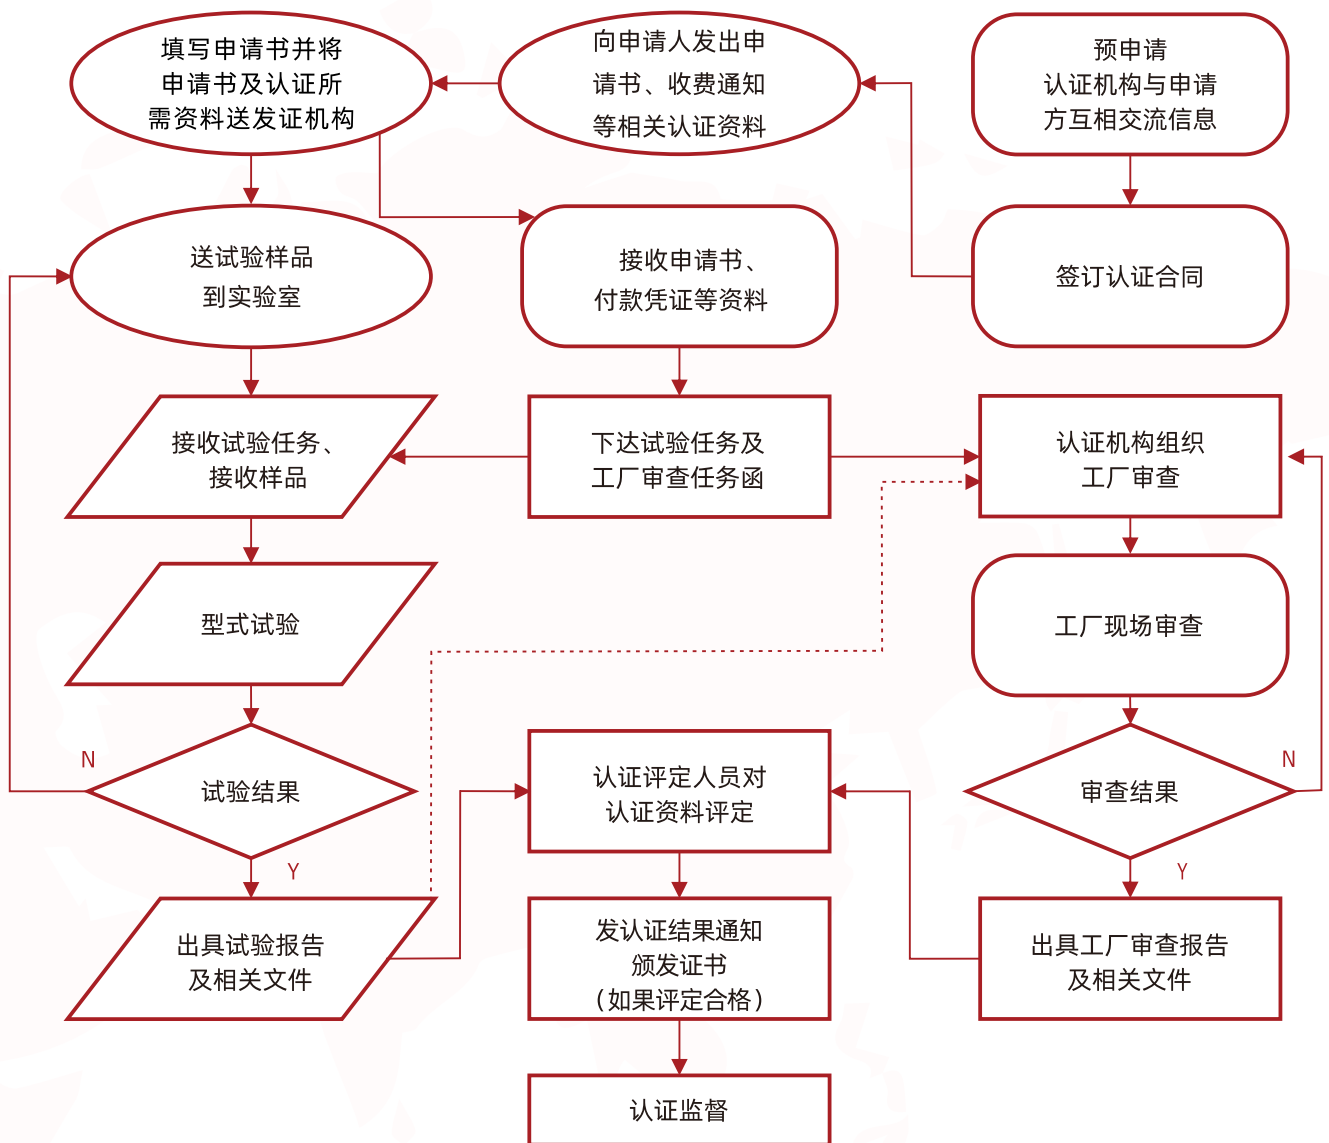 填写申请书并将
申请书及认证所
需资料送发证机构
向申请人发出申
请书、收费通知
等相关认证资料
预申请
认证机构与申请
方互相交流信息
送试验样品
到实验室
接收申请书、
付款凭证等资料
签订认证合同
接收试验任务、
接收样品
下达试验任务及
工厂审查任务函
认证机构组织
工厂审查
型式试验
工厂现场审查
N
试验结果
认证评定人员对
认证资料评定
审查结果
N
Y
Y
出具试验报告
及相关文件
发认证结果通知
颁发证书
(如果评定合格)
出具工厂审查报告
及相关文件
认证监督